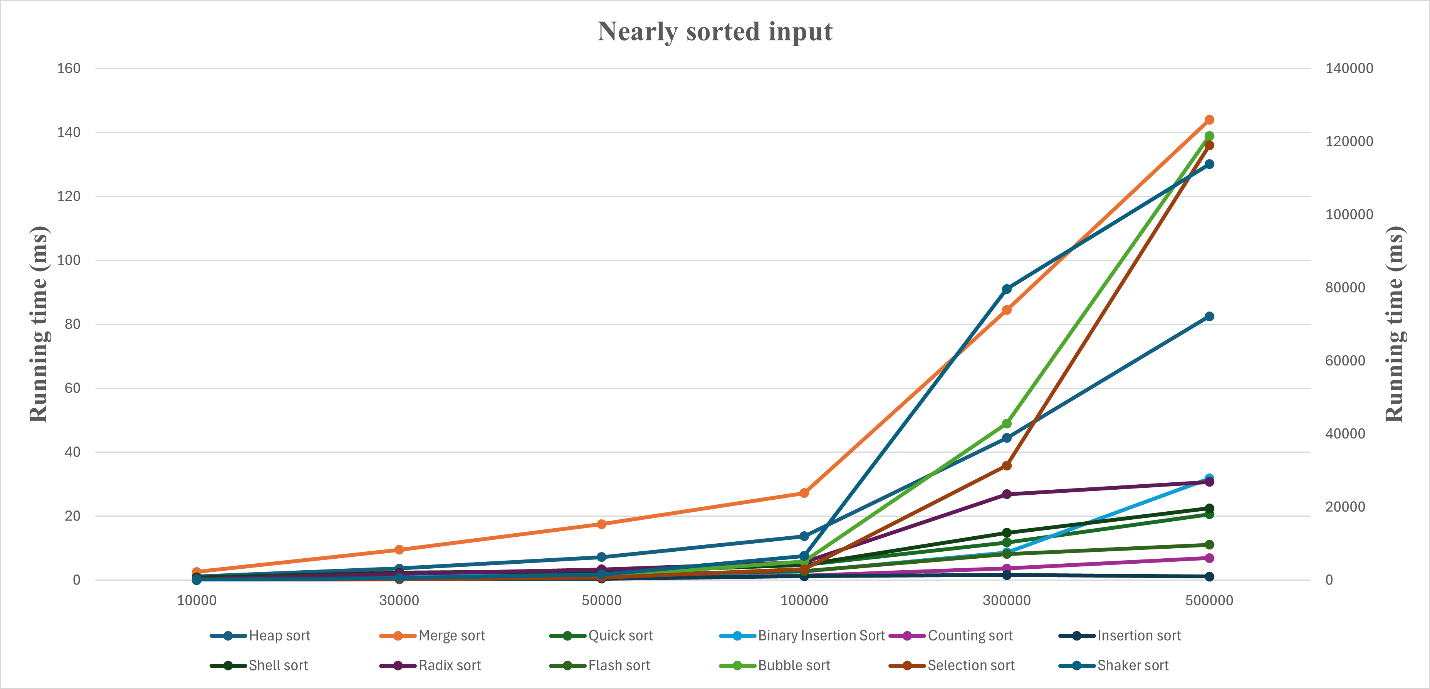 Nearly sorted input
160
140
120
100
80
60
40
20
0
Running time (ms)
140000
120000
100000
80000
60000
40000
20000
0
Running time (ms)
10000 30000 50000 100000 300000 500000
Heap sort Merge sort Quick sort Binary Insertion Sort Counting sort Insertion sort
Shell sort Radix sort Flash sort Bubble sort Selection sort Shaker sort